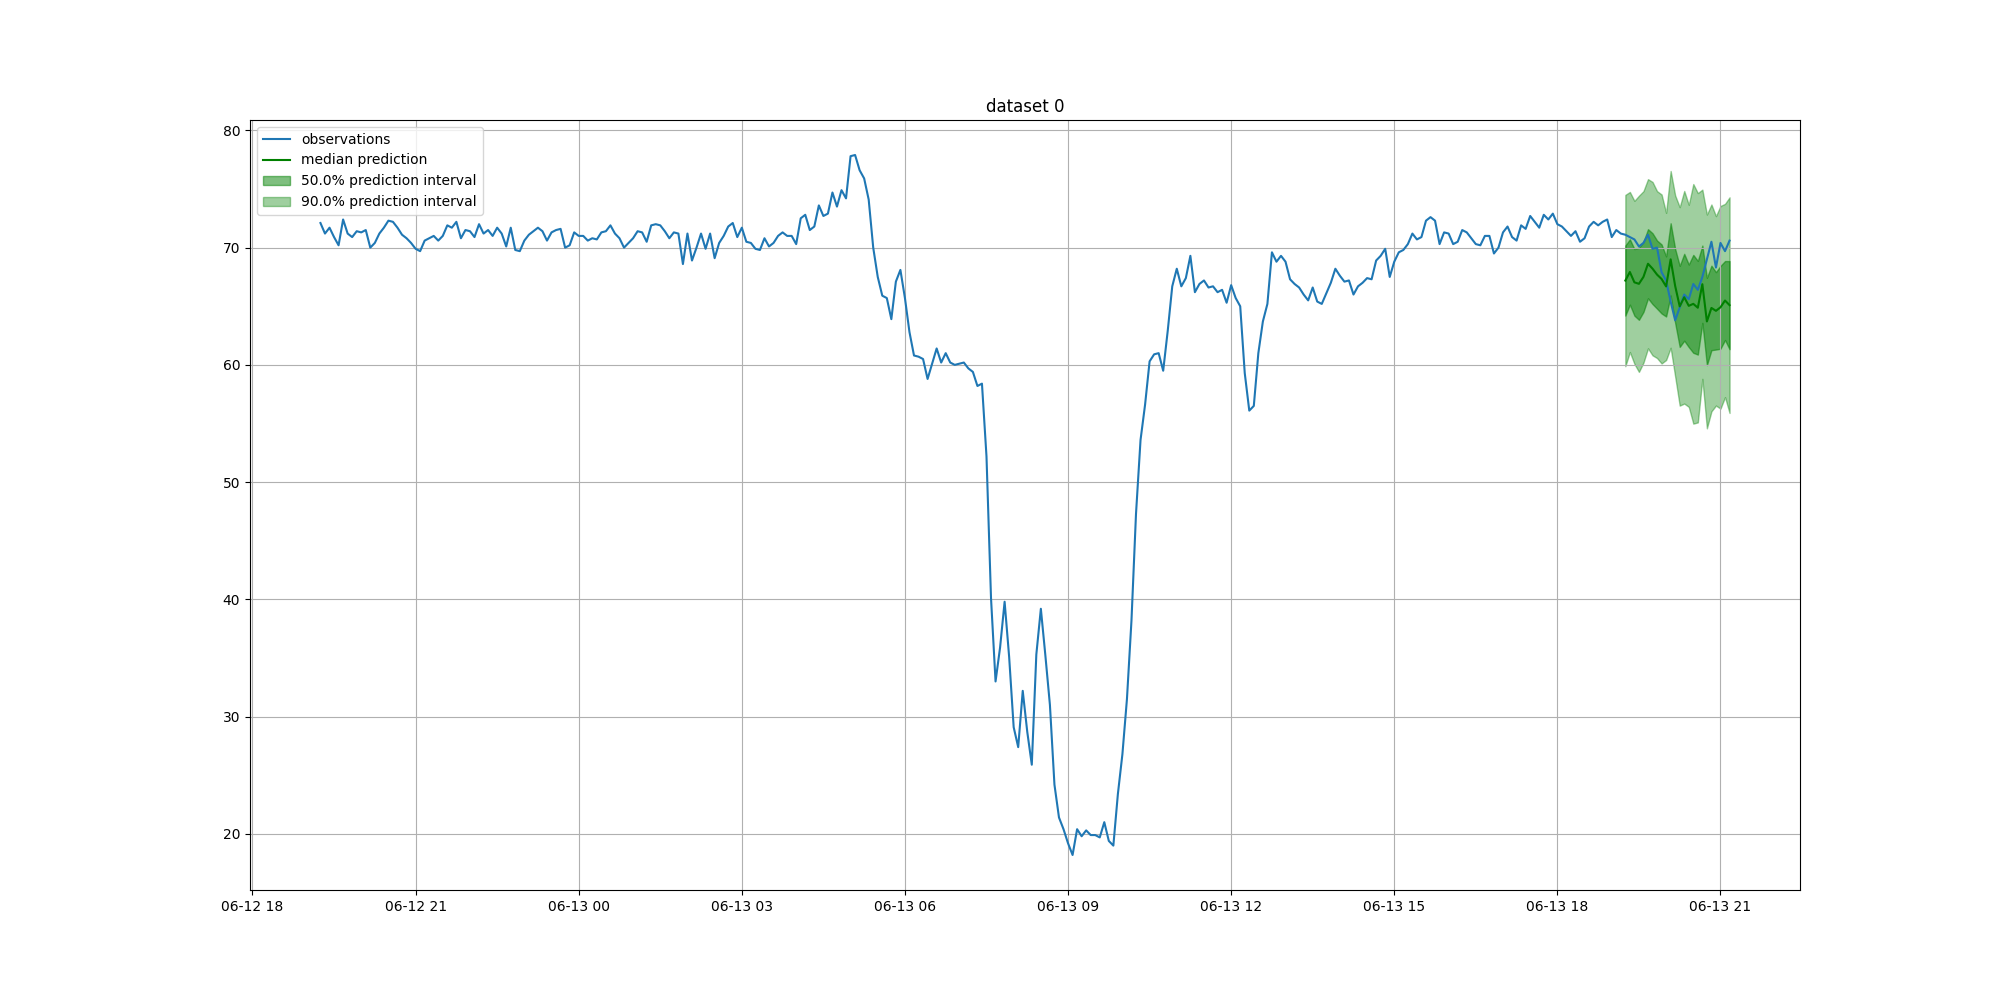 dataset 0
observations
median prediction
50.0% prediction interval
90.0% prediction interval
80
70
60
50
40
30
20
06-12 18 06-12 21 06-13 00 06-13 03 06-13 06 06-13 09 06-13 12 06-13 15 06-13 18 06-13 21